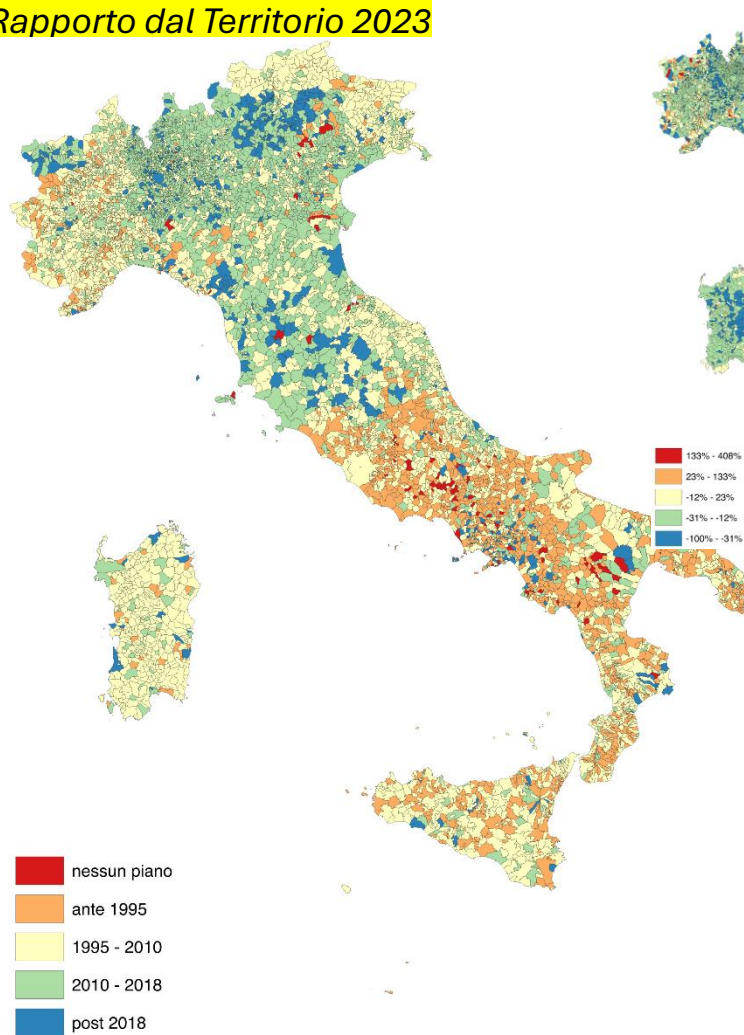 Rapporto dal Territorio 2023
133% - 408%
23% - 133%
-12% - 23%
-31% - -12%
-100% - -31%
nessun piano
ante 1995
1995 - 2010
2010 - 2018
post 2018